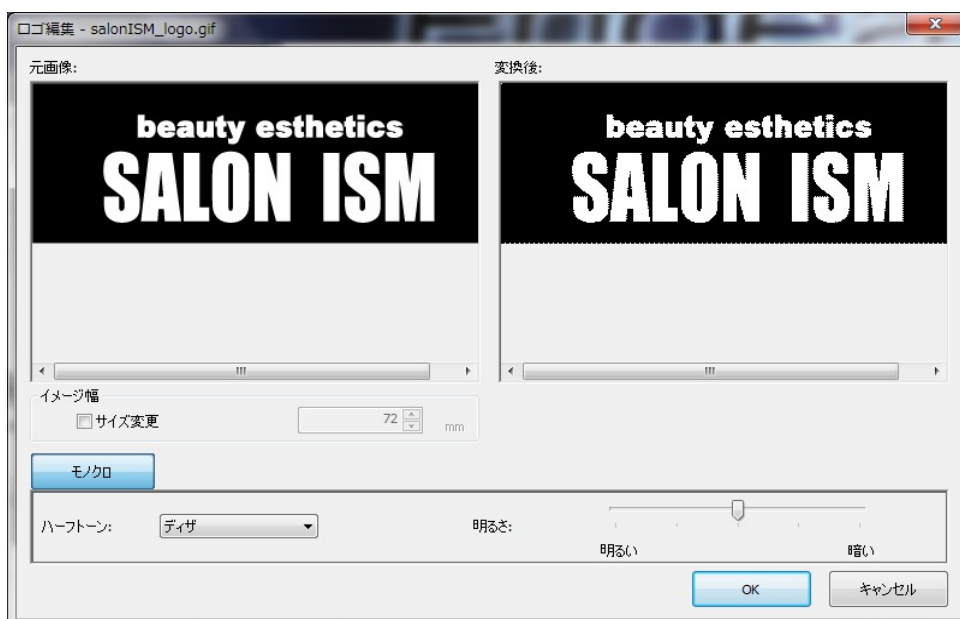 ロゴ編集 - salonISM_logo.gif
元画像:
変換後:
beauty esthetics
SALON ISM
beauty esthetics
SALON ISM
イメージ幅
サイズ変更
72
mm
モノクロ
ハーフトーン:
ディザ
明るさ:
明るい
暗い
OK
キャンセル